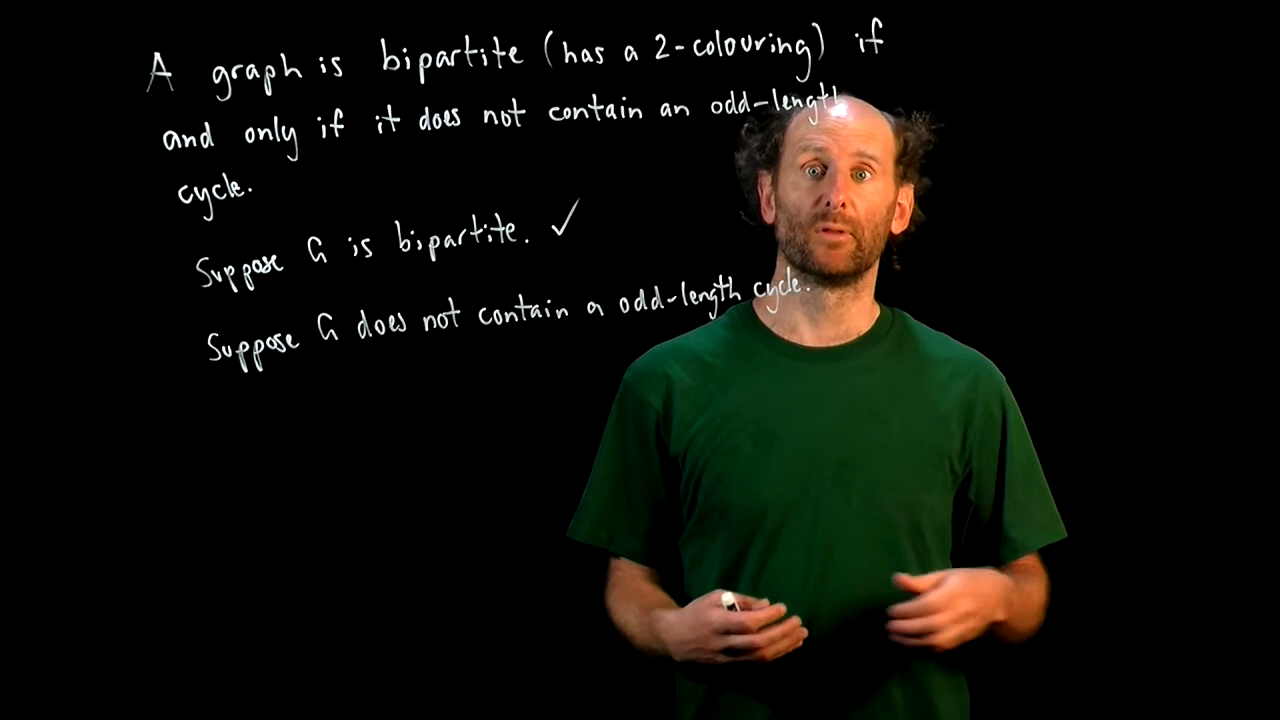 A graph is bipartite (has a 2-colouring) if
and only if it does not contain an odd-length
cycle.
Suppose G is bipartite. ✓
Suppose G does not contain a odd-length cycle.